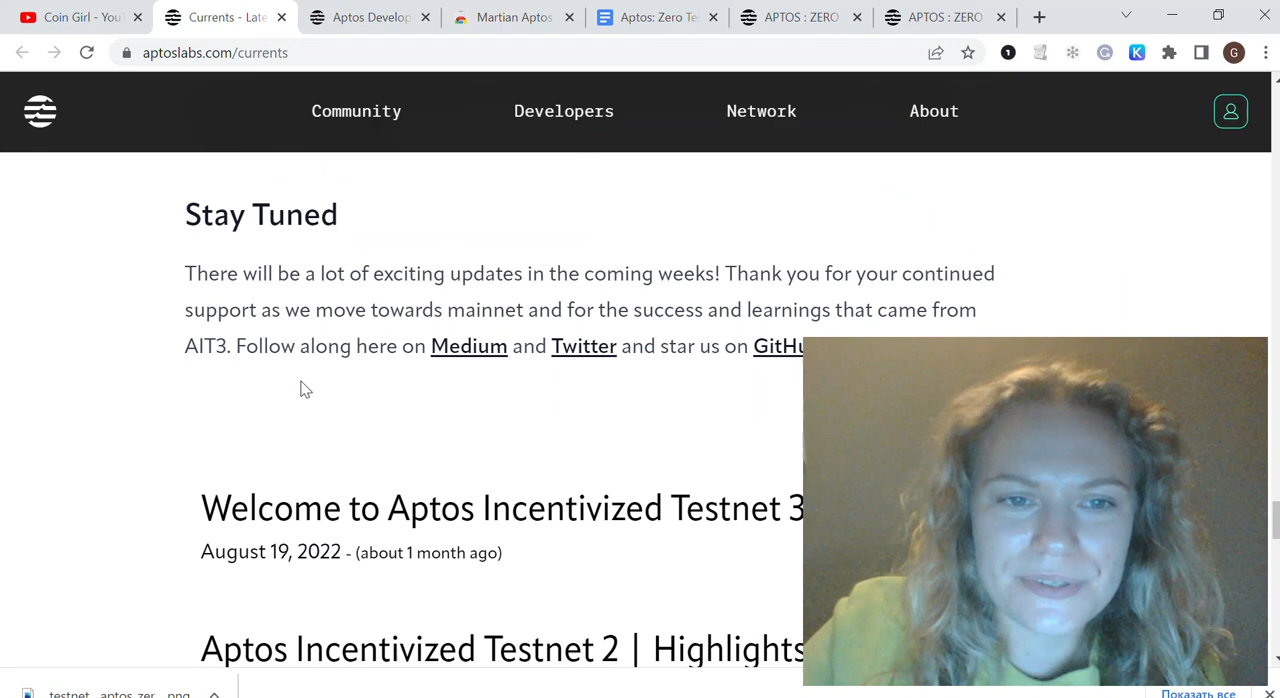 Coin Girl - You
Currents - Late
Aptos Develop
Martian Aptos
Aptos: Zero Te
APTOS : ZERO
APTOS : ZERO
aptoslabs.com/currents
G
Community
Developers
Network
About
Stay Tuned
There will be a lot of exciting updates in the coming weeks! Thank you for your continued
support as we move towards mainnet and for the success and learnings that came from
AIT3. Follow along here on Medium and Twitter and star us on GitHu
Welcome to Aptos Incentivized Testnet 3
August 19, 2022 - (about 1 month ago)
Aptos Incentivized Testnet 2 | Highlights
testnet_aptos_zer....png
Показать все